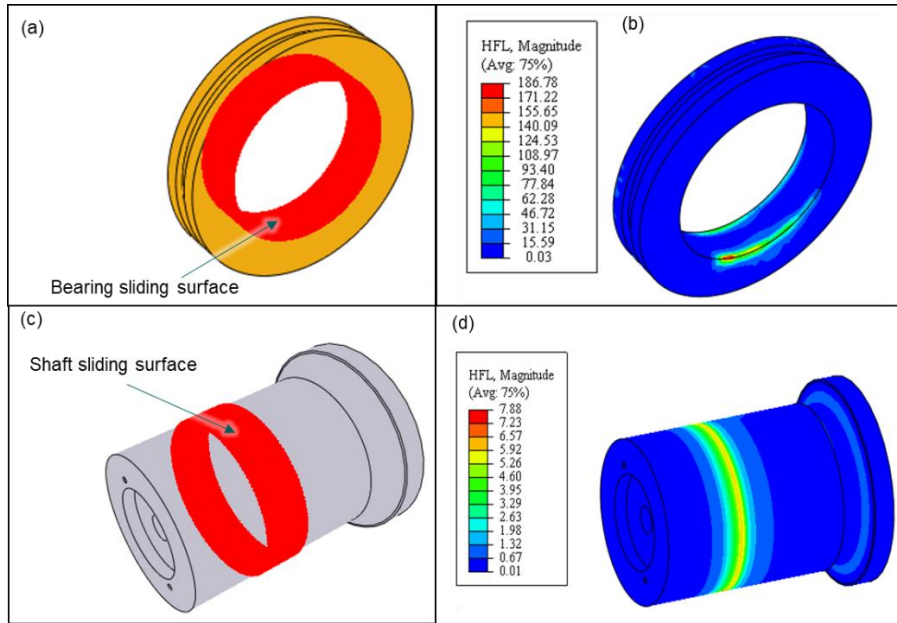 (a)
Bearing sliding surface
(b)
HFL, Magnitude
(Avg: 75%)
186.78
171.22
155.65
140.09
124.53
108.97
93.40
77.84
62.28
46.72
31.15
15.59
0.03
(c)
Shaft sliding surface
(d)
HFL, Magnitude
(Avg: 75%)
7.88
7.23
6.57
5.92
5.26
4.60
3.95
3.29
2.63
1.98
1.32
0.67
0.01